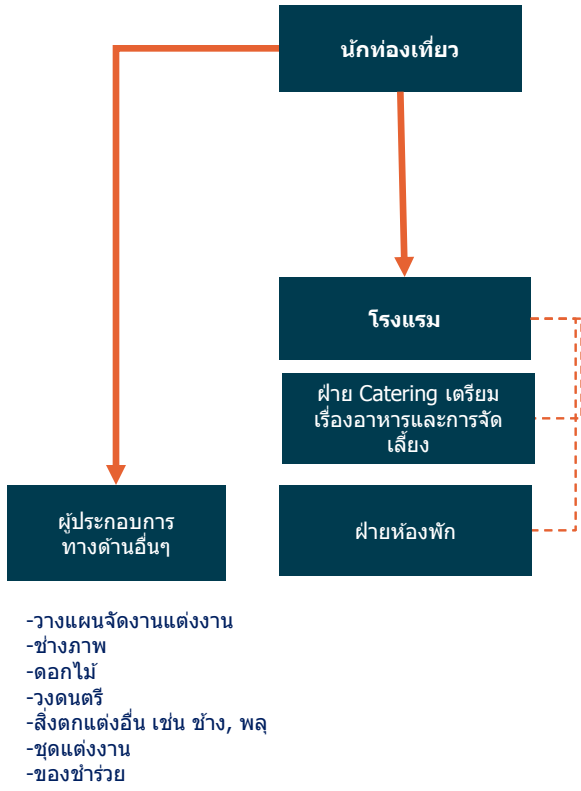 นักท่องเที่ยว
โรงแรม
ฝ่าย Catering เตรียม
เรื่องอาหารและการจัด
เลี้ยง
ผู้ประกอบการ
ทางด้านอื่นๆ
ฝ่ายห้องพัก
-วางแผนจัดงานแต่งงาน
-ช่างภาพ
-ดอกไม้
-วงดนตรี
-สิ่งตกแต่งอื่น เช่น ช้าง, พลุ
-ชุดแต่งงาน
-ของชำร่วย